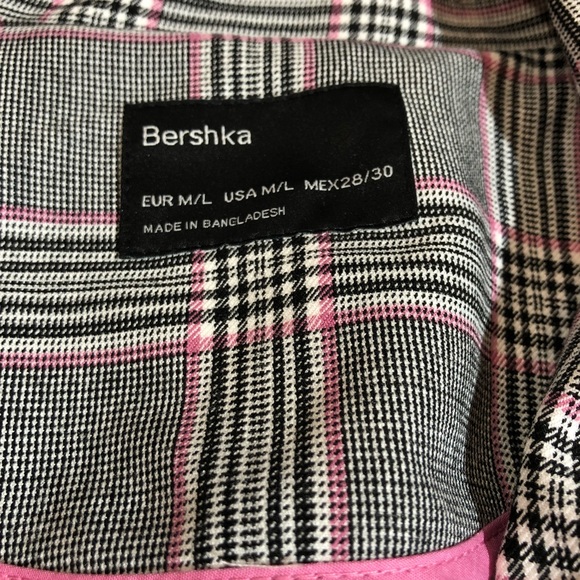 Bershka
EUR M/L USA M/L MEX28/30
MADE IN BANGLADESH